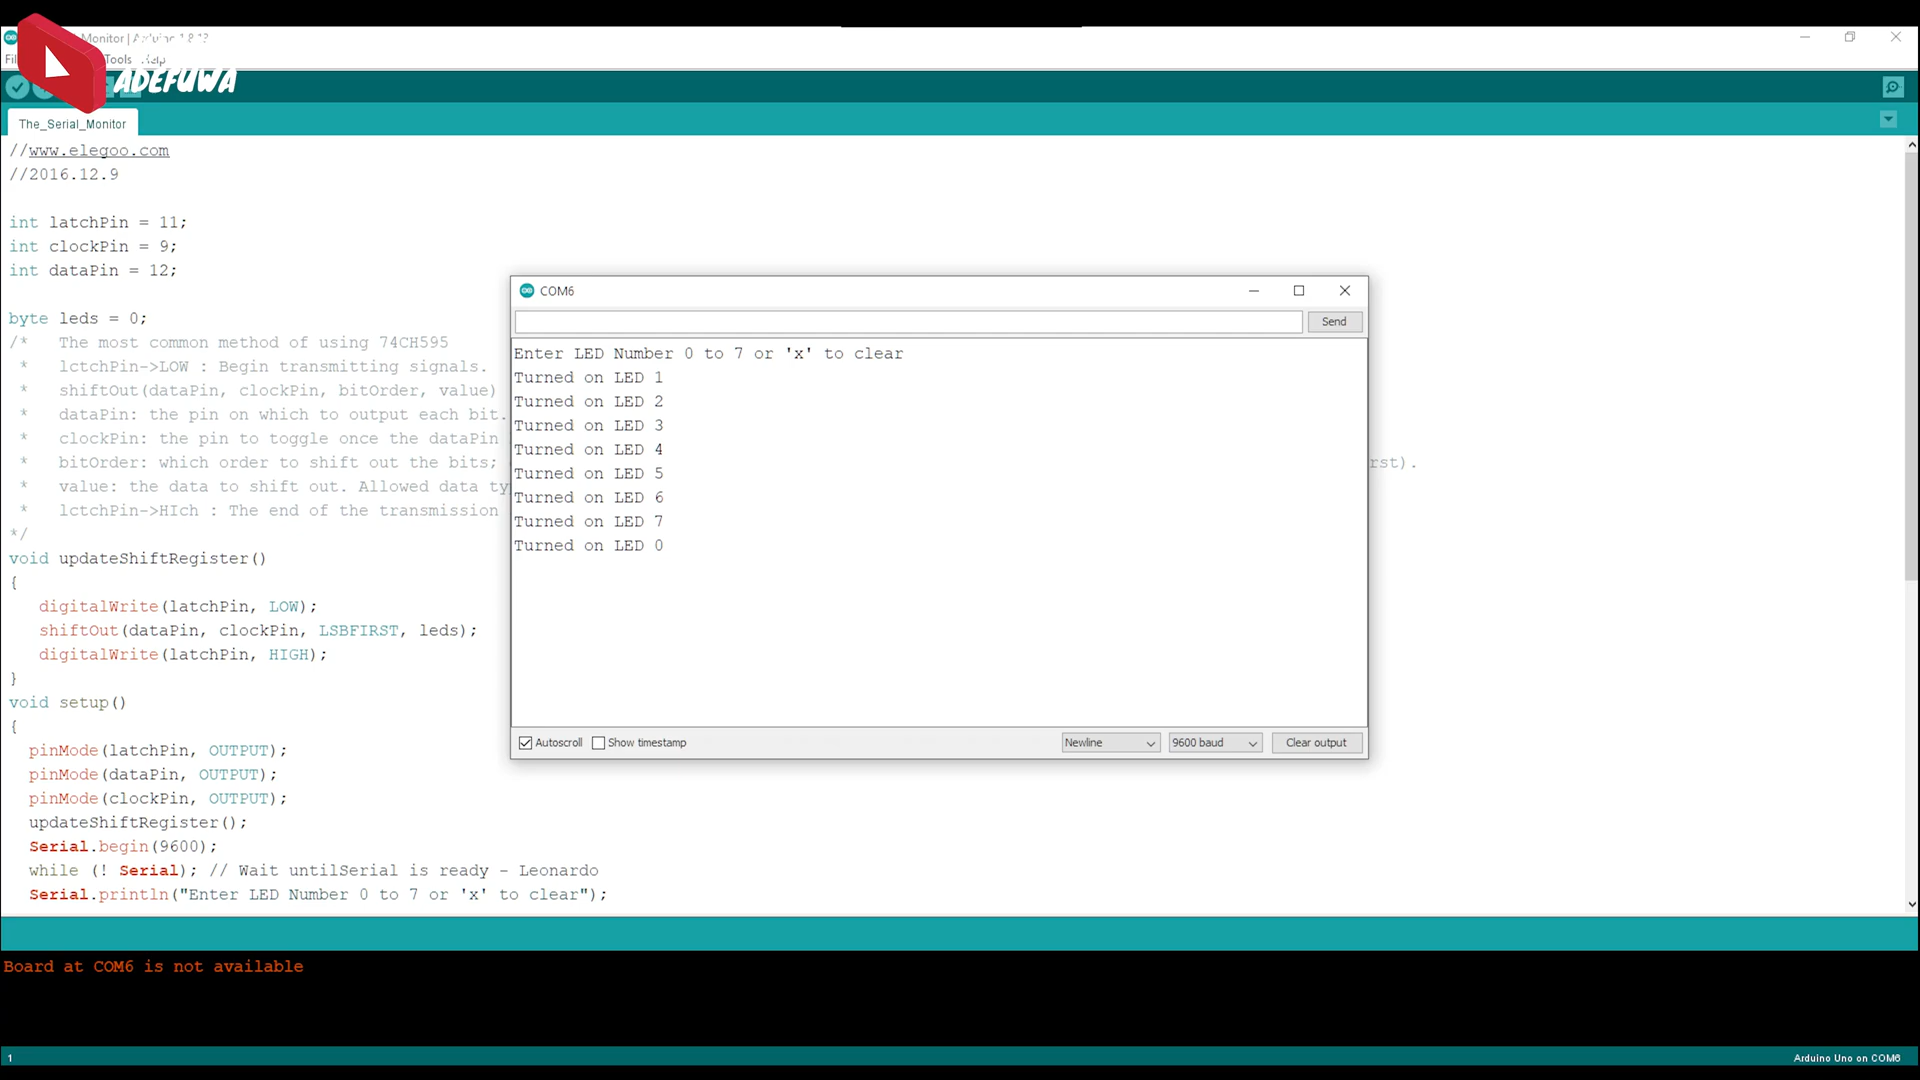 Monitor | Arduino 1.8.13
Tools Help
ADEFUWA
The_Serial_Monitor
//www.elegoo.com
//2016.12.9
int latchPin = 11;
int clockPin = 9;
int dataPin = 12;
byte leds = 0;
/*   The most common method of using 74CH595
 *   lctchPin->LOW : Begin transmitting signals.
 *   shiftOut(dataPin, clockPin, bitOrder, value)
 *   dataPin: the pin on which to output each bit.
 *   clockPin: the pin to toggle once the dataPin
 *   bitOrder: which order to shift out the bits; rst).
 *   value: the data to shift out. Allowed data ty
 *   lctchPin->HIch : The end of the transmission
*/
void updateShiftRegister()
{
   digitalWrite(latchPin, LOW);
   shiftOut(dataPin, clockPin, LSBFIRST, leds);
   digitalWrite(latchPin, HIGH);
}
void setup()
{
  pinMode(latchPin, OUTPUT);
  pinMode(dataPin, OUTPUT);
  pinMode(clockPin, OUTPUT);
  updateShiftRegister();
  Serial.begin(9600);
  while (! Serial); // Wait untilSerial is ready - Leonardo
  Serial.println("Enter LED Number 0 to 7 or 'x' to clear");
COM6
Send
Enter LED Number 0 to 7 or 'x' to clear
Turned on LED 1
Turned on LED 2
Turned on LED 3
Turned on LED 4
Turned on LED 5
Turned on LED 6
Turned on LED 7
Turned on LED 0
Autoscroll Show timestamp Newline 9600 baud Clear output
Board at COM6 is not available
1 Arduino Uno on COM6